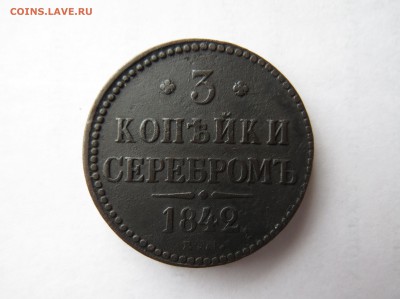 COINS.LAVE.RU
3
КОПѢЙКИ
СЕРЕБРОМЪ
1842.